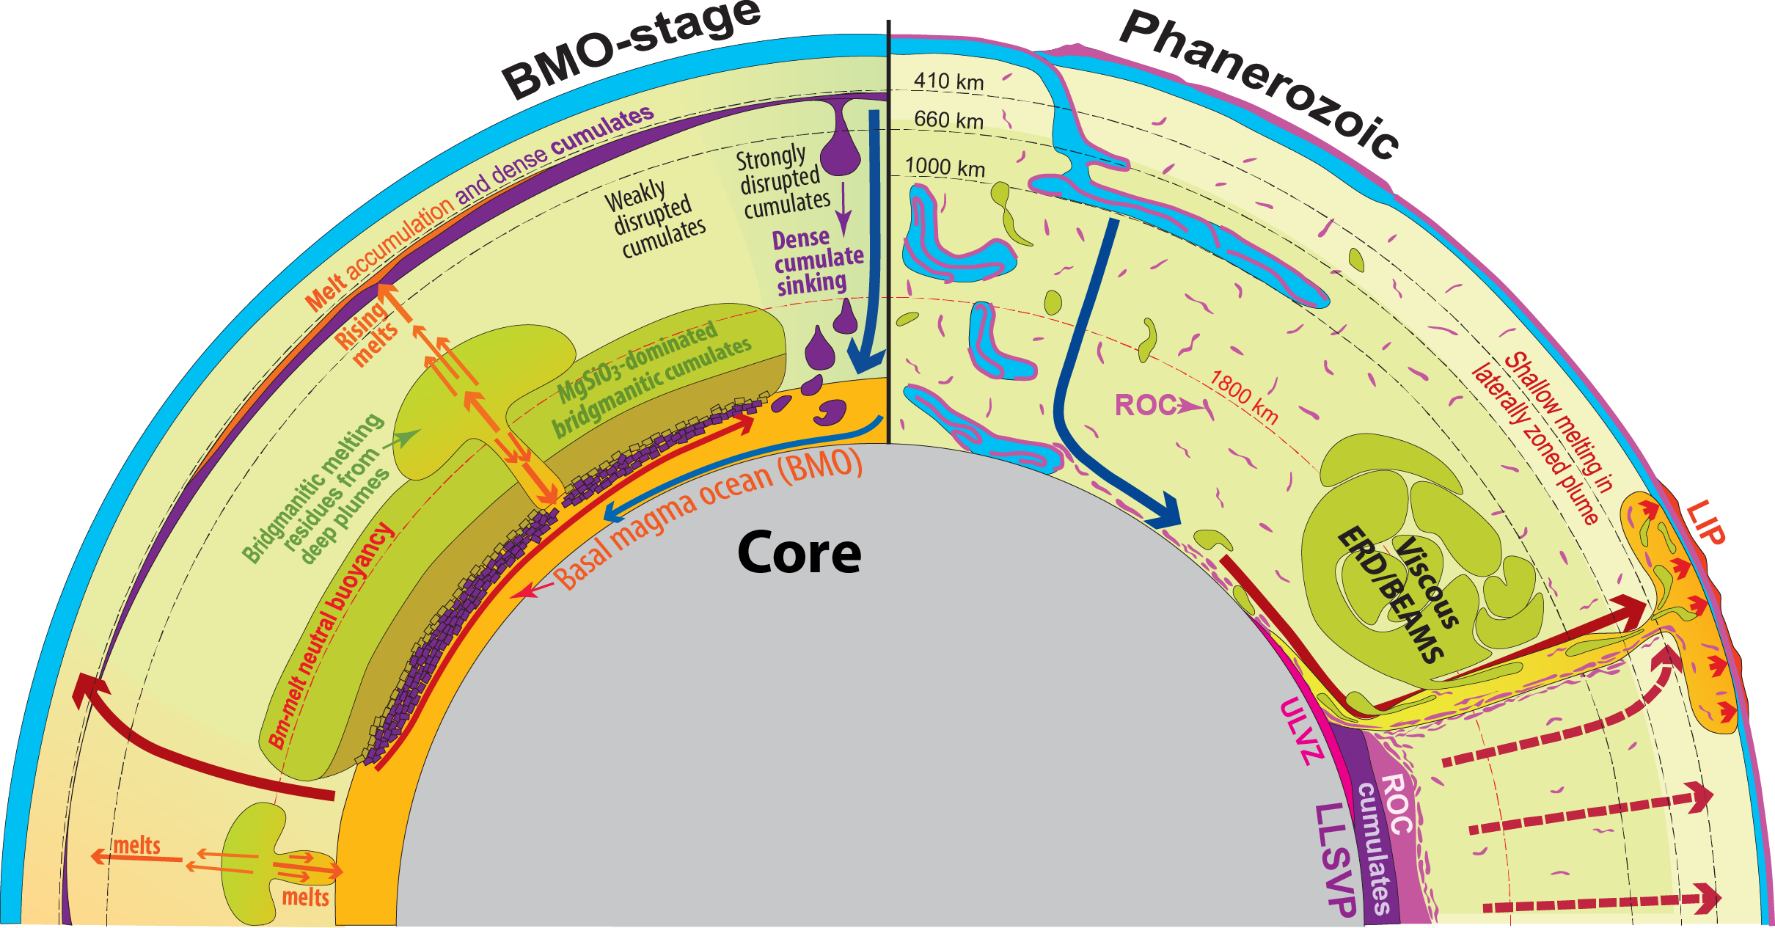 BMO-stage
Phanerozoic
410 km
660 km
1000 km
Melt accumulation and dense cumulates
Strongly
disrupted
cumulates
Weakly
disrupted
cumulates
Dense
cumulate
sinking
Rising
melts
MgSiO3-dominated
bridgmanitic cumulates
Bridgmanitic melting
residues from
deep plumes
Bm-melt neutral buoyancy
Basal magma ocean (BMO)
Core
melts
melts
ROC
1800 km
Shallow melting in
laterally zoned plume
LIP
Viscous
ERD/BEAMS
ULVZ
LLSVP
cumulates
ROC